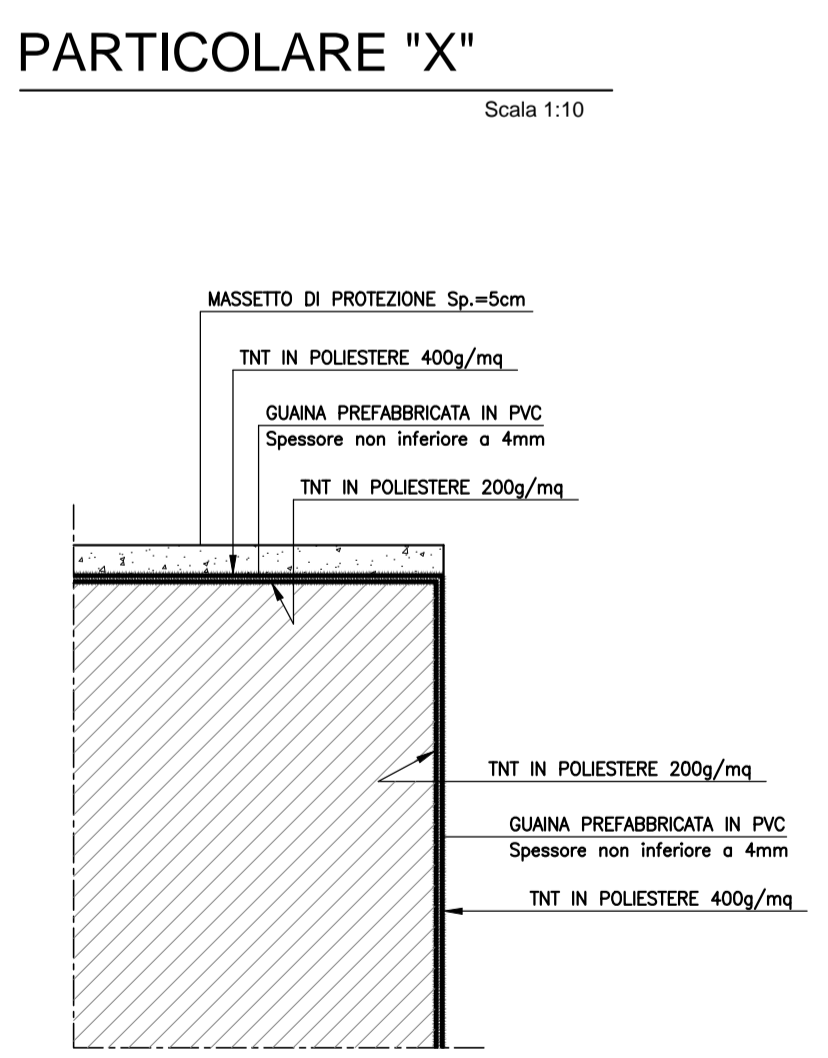 PARTICOLARE "X"
Scala 1:10
MASSETTO DI PROTEZIONE Sp.=5cm
TNT IN POLIESTERE 400g/mq
GUAINA PREFABBRICATA IN PVC
Spessore non inferiore a 4mm
TNT IN POLIESTERE 200g/mq
TNT IN POLIESTERE 200g/mq
GUAINA PREFABBRICATA IN PVC
Spessore non inferiore a 4mm
TNT IN POLIESTERE 400g/mq